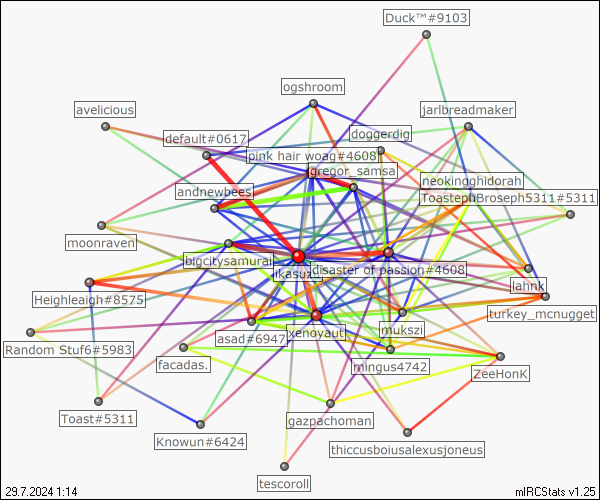 Duck™#9103
ogshroom
avelicious
jarlbreadmaker
default#0617
doggerdig
pink hair woag#4608
gregor_samsa
neokingghidorah
andnewbees
ToastephBroseph5311#5311
moonraven
bigcitysamurai
disaster of passion#4608
lahnk
Heighleaigh#8575
turkey_mcnugget
xenovaut
mukszi
asad#6947
Random Stuf6#5983
facadas.
mingus4742
ZeeHonK
Toast#5311
gazpachoman
Knowun#6424
thiccusboiusalexusjoneus
tescoroll
29.7.2024 1:14
mIRCStats v1.25